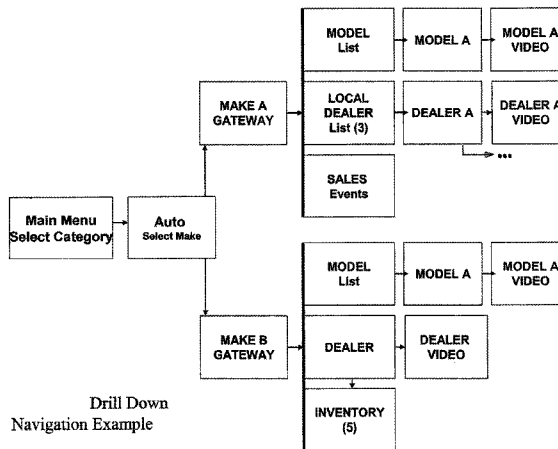 MODEL
List
MODEL A
MODEL A
VIDEO
MAKE A
GATEWAY
LOCAL
DEALER
List (3)
DEALER A
DEALER A
VIDEO
...
SALES
Events
Main Menu
Select Category
Auto
Select Make
MODEL
List
MODEL A
MODEL A
VIDEO
MAKE B
GATEWAY
DEALER
DEALER
VIDEO
INVENTORY
(5)
Drill Down
Navigation Example